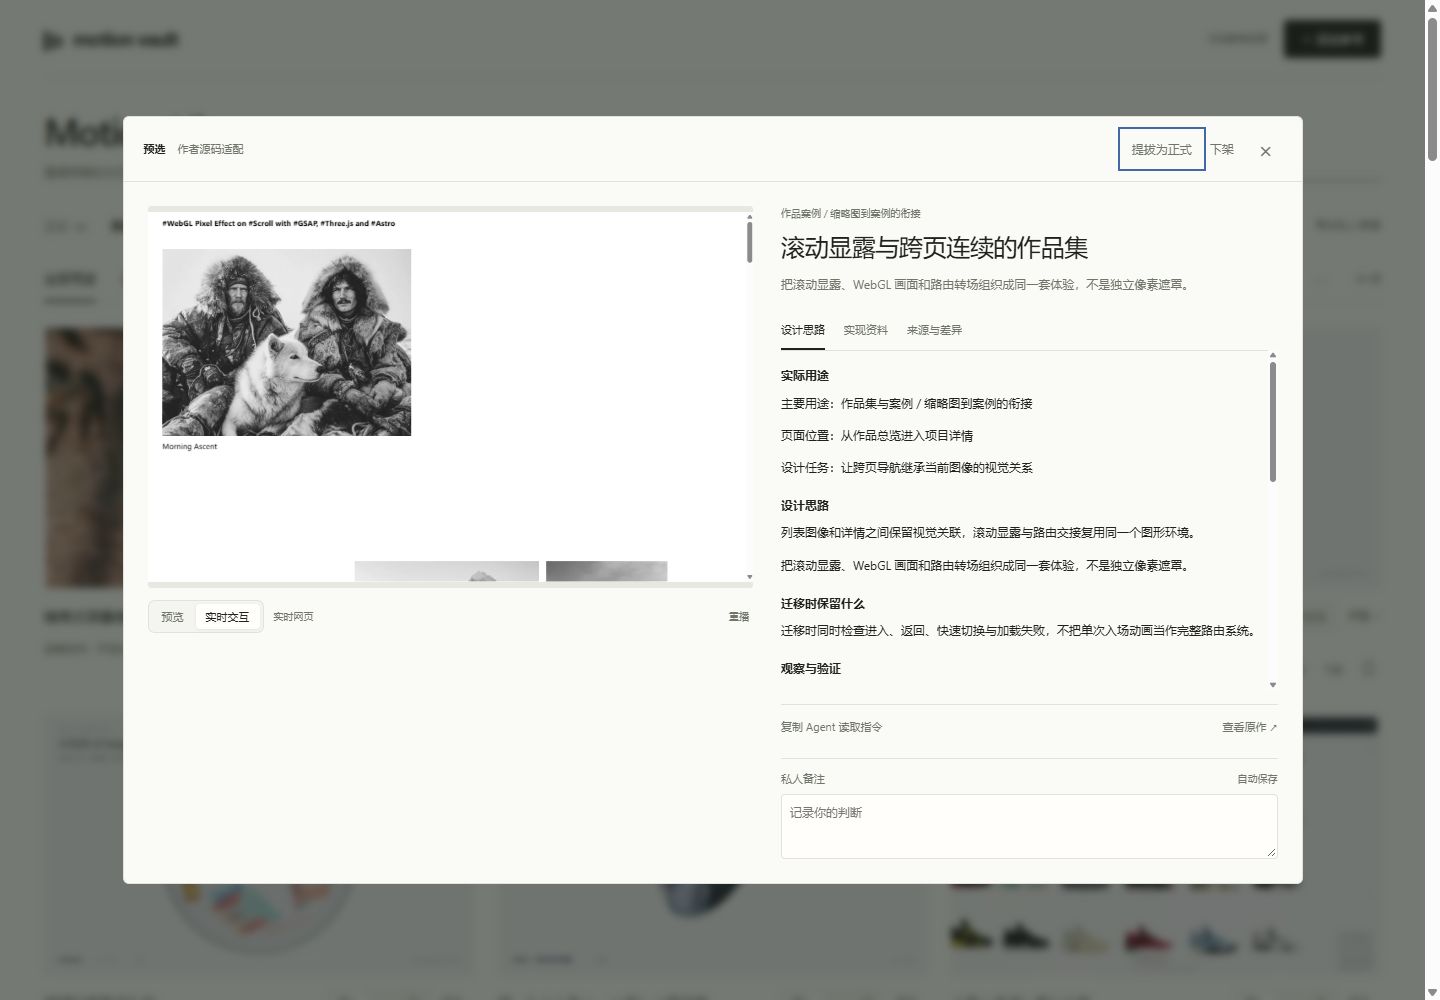 motion vault
预选 作者源码适配
提拔为正式 下架 ×
#WebGL Pixel Effect on #Scroll with #GSAP, #Three.js and #Astro
Morning Ascent
预览 实时交互 实时网页 重播
作品案例 / 缩略图到案例的衔接
滚动显露与跨页连续的作品集
把滚动显露、WebGL 画面和路由转场组织成同一套体验，不是独立像素遮罩。
设计思路 实现资料 来源与差异
实际用途
主要用途：作品集与案例 / 缩略图到案例的衔接
页面位置：从作品总览进入项目详情
设计任务：让跨页导航继承当前图像的视觉关系
设计思路
列表图像和详情之间保留视觉关联，滚动显露与路由交接复用同一个图形环境。
把滚动显露、WebGL 画面和路由转场组织成同一套体验，不是独立像素遮罩。
迁移时保留什么
迁移时同时检查进入、返回、快速切换与加载失败，不把单次入场动画当作完整路由系统。
观察与验证
复制 Agent 读取指令 查看原作 ↗
私人备注 自动保存
记录你的判断